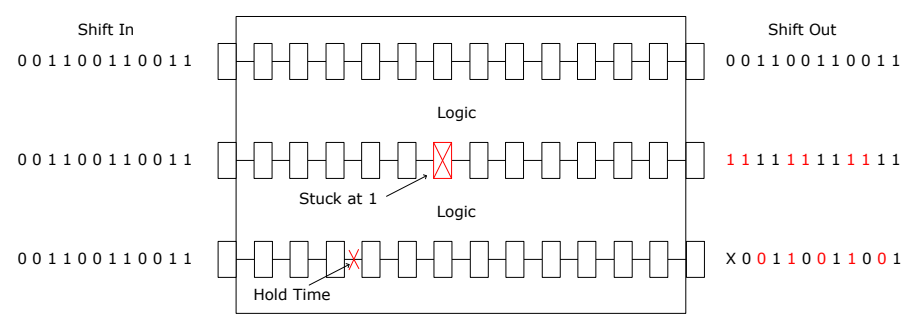 Shift In
Shift Out
0 0 1 1 0 0 1 1 0 0 1 1
0 0 1 1 0 0 1 1 0 0 1 1
Logic
0 0 1 1 0 0 1 1 0 0 1 1
1 1 1 1 1 1 1 1 1 1 1 1
Stuck at 1
Logic
0 0 1 1 0 0 1 1 0 0 1 1
X 0 0 1 1 0 0 1 1 0 0 1
Hold Time